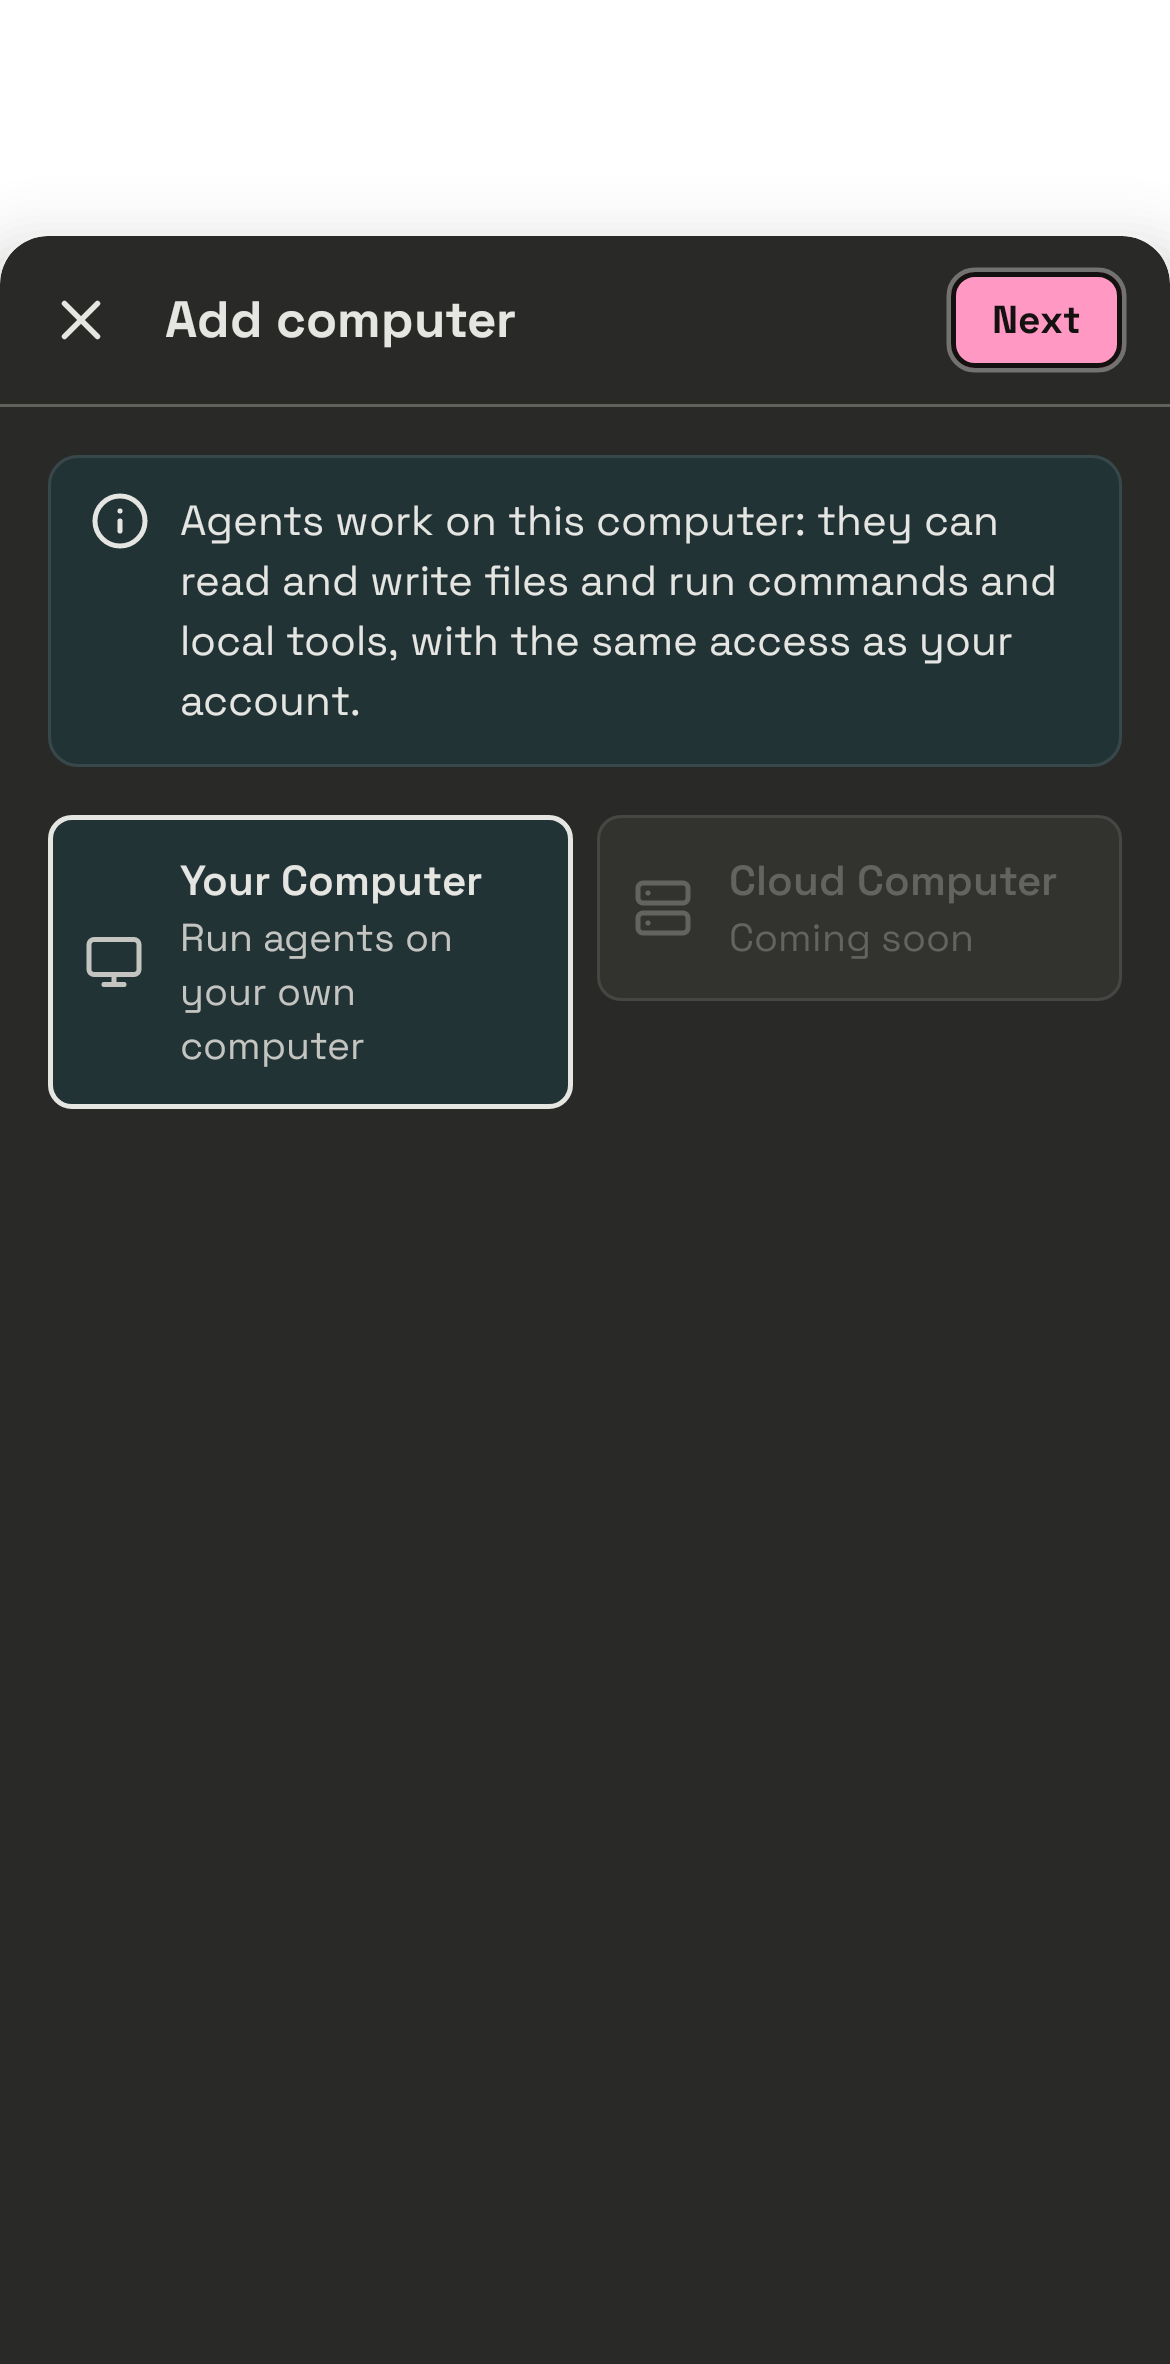 Add computer
Next
Agents work on this computer: they can
read and write files and run commands and
local tools, with the same access as your
account.
Your Computer
Run agents on
your own
computer
Cloud Computer
Coming soon